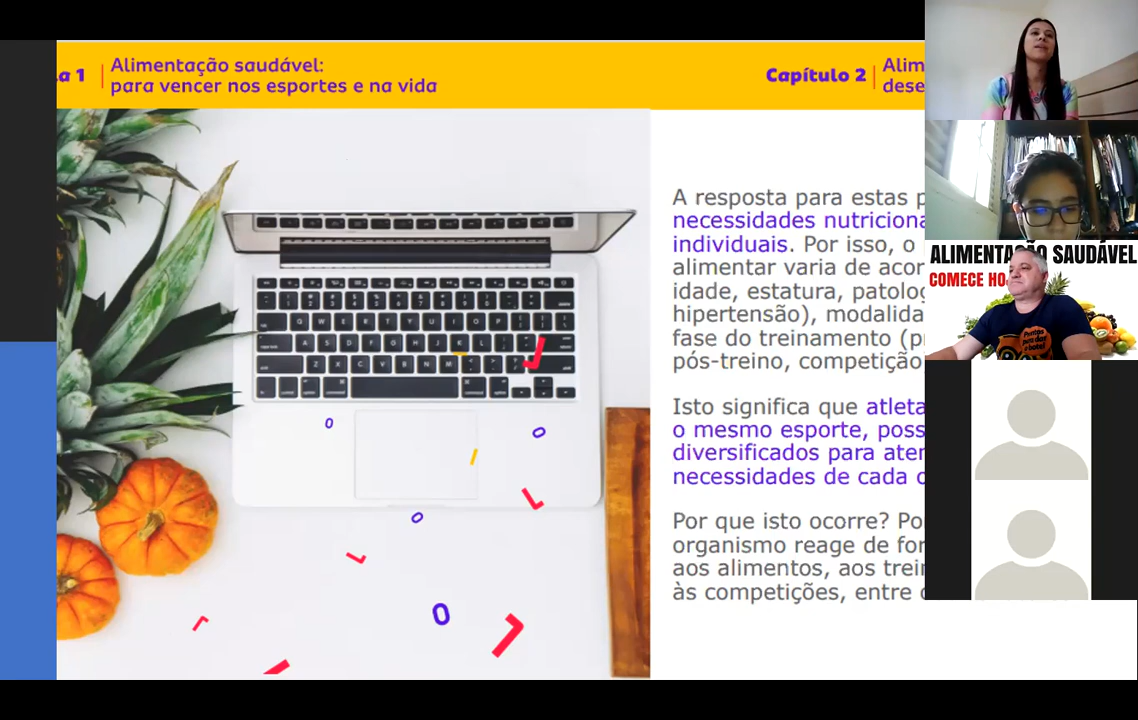 a 1
Alimentação saudável:
para vencer nos esportes e na vida
Capítulo 2
Alim
dese
A resposta para estas p
necessidades nutriciona
individuais. Por isso, o
alimentar varia de acor
idade, estatura, patolog
hipertensão), modalida
fase do treinamento (pr
pós-treino, competição
Isto significa que atleta
o mesmo esporte, poss
diversificados para aten
necessidades de cada
Por que isto ocorre? Po
organismo reage de for
aos alimentos, aos trein
às competições, entre
ALIMENTAÇÃO SAUDÁVEL
COMECE HO